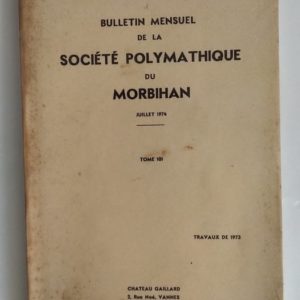 BULLETIN MENSUEL
DE LA
SOCIÉTÉ POLYMATHIQUE
DU
MORBIHAN
JUILLET 1974
TOME 101
TRAVAUX DE 1973
CHATEAU GAILLARD
2, Rue Noé, VANNES